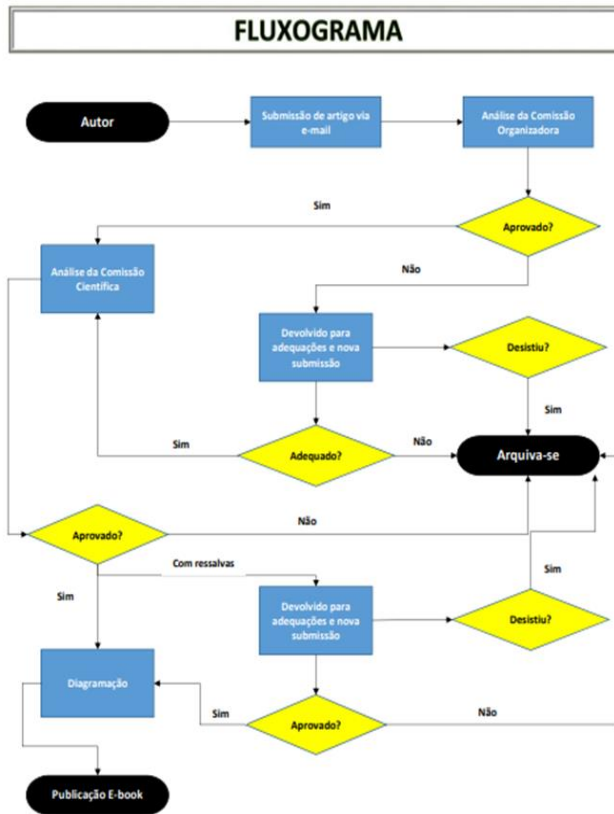 FLUXOGRAMA
Autor
Submissão de artigo via
e-mail
Análise da Comissão
Organizadora
Sim
Aprovado?
Análise da Comissão
Científica
Não
Devolvido para
adequações e nova
submissão
Desistiu?
Sim
Sim
Adequado?
Não
Arquiva-se
Aprovado?
Não
Com ressalvas
Sim
Sim
Devolvido para
adequações e nova
submissão
Desistiu?
Diagramação
Sim
Aprovado?
Não
Publicação E-book